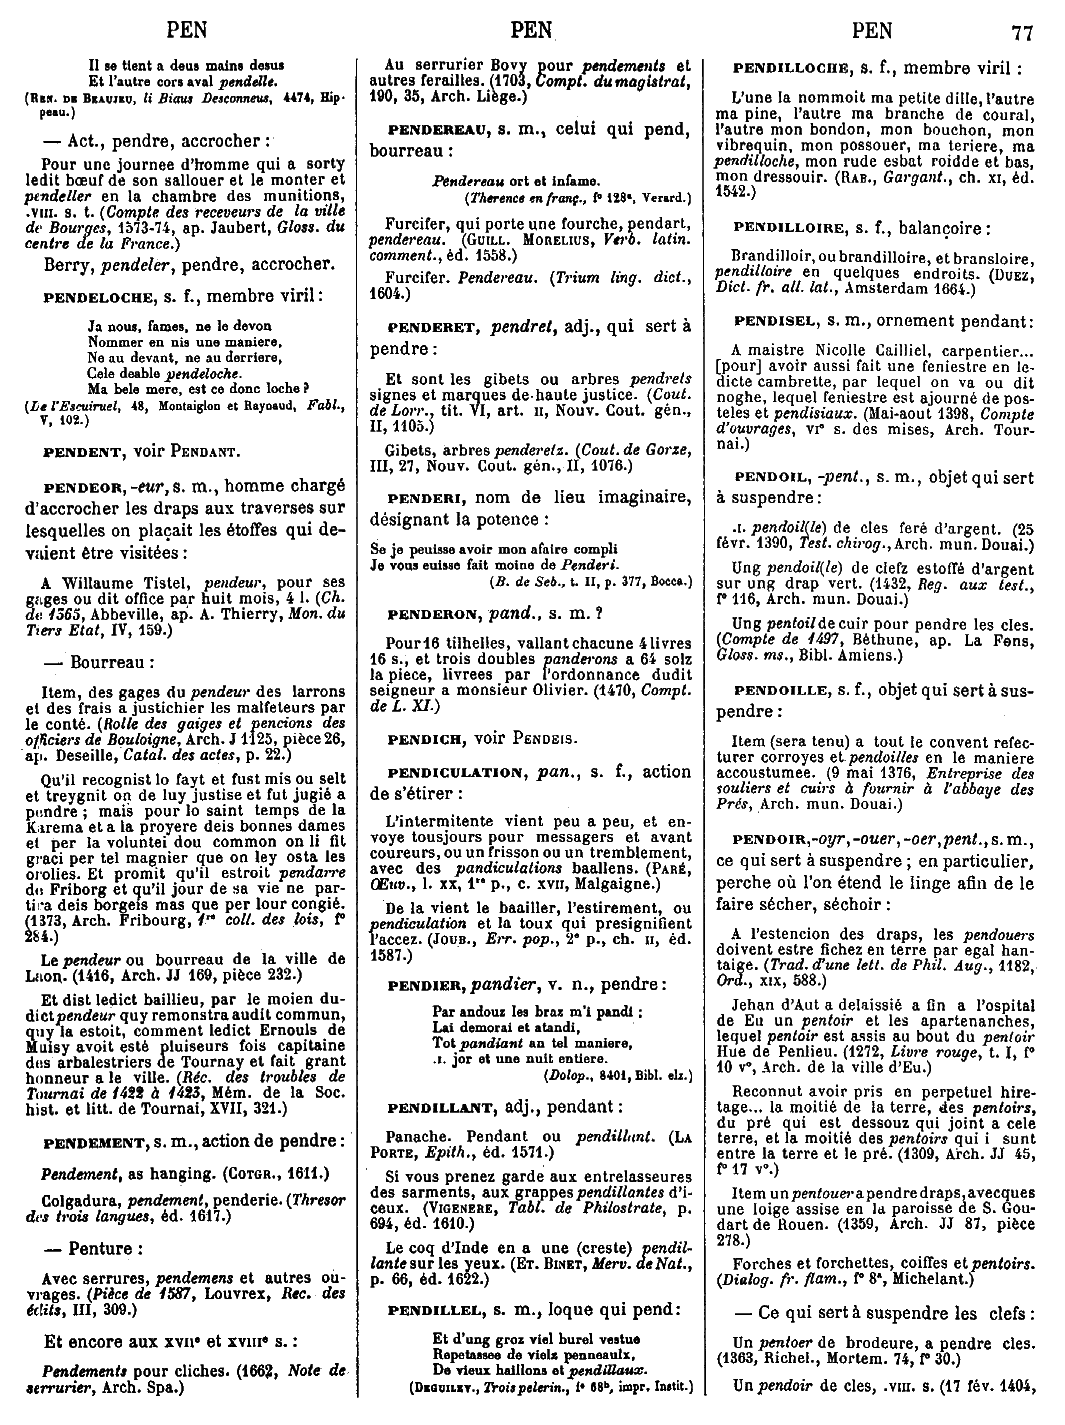 PEN
PEN
PEN
77
Il se tient a deus mains desus
Et l'autre cors aval pendelle.
(Ren. de Beaujeu, li Biaus Desconneus, 4474, Hip-
peau.)
— Act., pendre, accrocher :
Pour une journee d'homme qui a sorty
ledit bœuf de son sallouer et le monter et
pendeller en la chambre des munitions,
.viii. s. t. (Compte des receveurs de la ville
de Bourges, 1573-74, ap. Jaubert, Gloss. du
centre de la France.)
Berry, pendeler, pendre, accrocher.
PENDELOCHE, s. f., membre viril :
Ja nous, fames, ne le devon
Nommer en nis une maniere,
Ne au devant, ne au derriere,
Cele deable pendeloche.
Ma bele mere, est ce donc loche ?
(De l'Escuiruel, 48, Montaiglon et Raynaud, Fabl.,
V, 102.)
PENDENT, voir Pendant.
PENDEOR, -eur, s. m., homme chargé
d'accrocher les draps aux traverses sur
lesquelles on plaçait les étoffes qui de-
vaient être visitées :
A Willaume Tistel, pendeur, pour ses
gages ou dit office par huit mois, 4 l. (Ch.
de 1365, Abbeville, ap. A. Thierry, Mon. du
Tiers Etat, IV, 159.)
— Bourreau :
Item, des gages du pendeur des larrons
et des frais a justichier les malfeteurs par
le conté. (Rolle des gaiges et pencions des
officiers de Bouloigne, Arch. J 1125, pièce 26,
ap. Deseille, Catal. des actes, p. 22.)
Qu'il recognist lo fayt et fust mis ou selt
et treygnit on de luy justise et fut jugié a
pendre ; mais pour lo saint temps de la
Karema et a la proyere deis bonnes dames
et per la voluntei dou common on li fit
graci per tel magnier que on ley osta les
orolies. Et promit qu'il estroit pendarre
do Friborg et qu'il jour de sa vie ne par-
tira deis borgeis mas que per lour congié.
(1373, Arch. Fribourg, 1re coll. des lois, f°
284.)
Le pendeur ou bourreau de la ville de
Laon. (1416, Arch. JJ 169, pièce 232.)
Et dist ledict baillieu, par le moien du-
dict pendeur quy remonstra audit commun,
quy la estoit, comment ledict Ernouls de
Muisy avoit esté pluiseurs fois capitaine
des arbalestriers de Tournay et fait grant
honneur a le ville. (Réc. des troubles de
Tournai de 1422 à 1423, Mém. de la Soc.
hist. et litt. de Tournai, XVII, 321.)
PENDEMENT, s. m., action de pendre :
Pendement, as hanging. (Cotgr., 1611.)
Colgadura, pendement, penderie. (Thresor
des trois langues, éd. 1617.)
— Penture :
Avec serrures, pendemens et autres ou-
vrages. (Pièce de 1587, Louvrex, Rec. des
édits, III, 309.)
Et encore aux xviie et xviiie s. :
Pendements pour cliches. (1662, Note de
serrurier, Arch. Spa.)
Au serrurier Bovy pour pendements et
autres ferailles. (1703, Compt. du magistrat,
190, 35, Arch. Liège.)
PENDEREAU, s. m., celui qui pend,
bourreau :
Pendereau ort et infame.
(Therence en franç., f° 128a, Verard.)
Furcifer, qui porte une fourche, pendart,
pendereau. (Guill. Morelius, Verb. latin.
comment., éd. 1558.)
Furcifer. Pendereau. (Trium ling. dict.,
1604.)
PENDERET, pendret, adj., qui sert à
pendre :
Et sont les gibets ou arbres pendrets
signes et marques de haute justice. (Cout.
de Lorr., tit. VI, art. ii, Nouv. Cout. gén.,
II, 1105.)
Gibets, arbres penderetz. (Cout. de Gorze,
III, 27, Nouv. Cout. gén., II, 1076.)
PENDERI, nom de lieu imaginaire,
désignant la potence :
Se je peuisse avoir mon afaire compli
Je vous euisse fait moine de Penderi.
(B. de Seb., t. II, p. 377, Bocca.)
PENDERON, pand., s. m. ?
Pour 16 tilhelles, vallant chacune 4 livres
16 s., et trois doubles panderons a 64 solz
la piece, livrees par l'ordonnance dudit
seigneur a monsieur Olivier. (1470, Compt.
de L. XI.)
PENDICH, voir Pendeis.
PENDICULATION, pan., s. f., action
de s'étirer :
L'intermitente vient peu a peu, et en-
voye tousjours pour messagers et avant
coureurs, ou un frisson ou un tremblement,
avec des pandiculations baallens. (Paré,
Œuv., l. xx, 1re p., c. xvii, Malgaigne.)
De la vient le baailler, l'estirement, ou
pendiculation et la toux qui presignifient
l'accez. (Joub., Err. pop., 2e p., ch. ii, éd.
1587.)
PENDIER, pandier, v. n., pendre :
Par andouz les braz m'i pandi :
Lai demorai et atandi,
Tot pandiant an tel maniere,
.i. jor et une nuit entiere.
(Dolop., 8401, Bibl. elz.)
PENDILLANT, adj., pendant :
Panache. Pendant ou pendillant. (La
Porte, Epith., éd. 1571.)
Si vous prenez garde aux entrelasseures
des sarments, aux grappes pendillantes d'i-
ceux. (Vigenere, Tabl. de Philostrate, p.
694, éd. 1610.)
Le coq d'Inde en a une (creste) pendil-
lante sur les yeux. (Et. Binet, Merv. de Nat.,
p. 66, éd. 1622.)
PENDILLEL, s. m., loque qui pend :
Et d'ung groz viel burel vestue
Repetassee de vielz penneaulx,
De vieux haillons et pendillaux.
(Deguilev., Trois pelerin., f° 68b, impr. Instit.)
PENDILLOCHE, s. f., membre viril :
L'une la nommoit ma petite dille, l'autre
ma pine, l'autre ma branche de coural,
l'autre mon bondon, mon bouchon, mon
vibrequin, mon possouer, ma teriere, ma
pendilloche, mon rude esbat roidde et bas,
mon dressouir. (Rab., Gargant., ch. xi, éd.
1542.)
PENDILLOIRE, s. f., balançoire :
Brandilloir, ou brandilloire, et bransloire,
pendilloire en quelques endroits. (Duez,
Dict. fr. all. lat., Amsterdam 1664.)
PENDISEL, s. m., ornement pendant :
A maistre Nicolle Cailliel, carpentier...
[pour] avoir aussi fait une feniestre en le-
dicte cambrette, par lequel on va ou dit
noghe, lequel feniestre est ajourné de pos-
teles et pendisiaux. (Mai-aout 1398, Compte
d'ouvrages, vie s. des mises, Arch. Tour-
nai.)
PENDOIL, -pent., s. m., objet qui sert
à suspendre :
.i. pendoil(le) de cles feré d'argent. (25
févr. 1390, Test. chirog., Arch. mun. Douai.)
Ung pendoil(le) de clefz estoffé d'argent
sur ung drap vert. (1432, Reg. aux test.,
f° 116, Arch. mun. Douai.)
Ung pentoil de cuir pour pendre les cles.
(Compte de 1497, Béthune, ap. La Fons,
Gloss. ms., Bibl. Amiens.)
PENDOILLE, s. f., objet qui sert à sus-
pendre :
Item (sera tenu) a tout le convent refec-
turer corroyes et pendoilles en le maniere
accoustumee. (9 mai 1376, Entreprise des
souliers et cuirs à fournir à l'abbaye des
Prés, Arch. mun. Douai.)
PENDOIR, -oyr, -ouer, -oer, pent., s. m.,
ce qui sert à suspendre ; en particulier,
perche où l'on étend le linge afin de le
faire sécher, séchoir :
A l'estencion des draps, les pendouers
doivent estre fichez en terre par egal han-
taige. (Trad. d'une lett. de Phil. Aug., 1182,
Ord., xix, 588.)
Jehan d'Aut a delaissié a fin a l'ospital
de Eu un pentoir et les apartenanches,
lequel pentoir est assis au bout du pentoir
Hue de Penlieu. (1272, Livre rouge, t. I, f°
10 v°, Arch. de la ville d'Eu.)
Reconnut avoir pris en perpetuel hire-
tage... la moitié de la terre, des pentoirs,
du pré qui est dessouz qui joint a cele
terre, et la moitié des pentoirs qui i sunt
entre la terre et le pré. (1309, Arch. JJ 45,
f° 17 v°.)
Item un pentouer a pendre draps, avecques
une loige assise en la paroisse de S. Gou-
dart de Rouen. (1359, Arch. JJ 87, pièce
278.)
Forches et forchettes, coiffes et pentoirs.
(Dialog. fr. flam., f° 8a, Michelant.)
— Ce qui sert à suspendre les clefs :
Un pentoer de brodeure, a pendre cles.
(1363, Richel., Mortem. 74, f° 30.)
Un pendoir de cles, .viii. s. (17 fév. 1404,